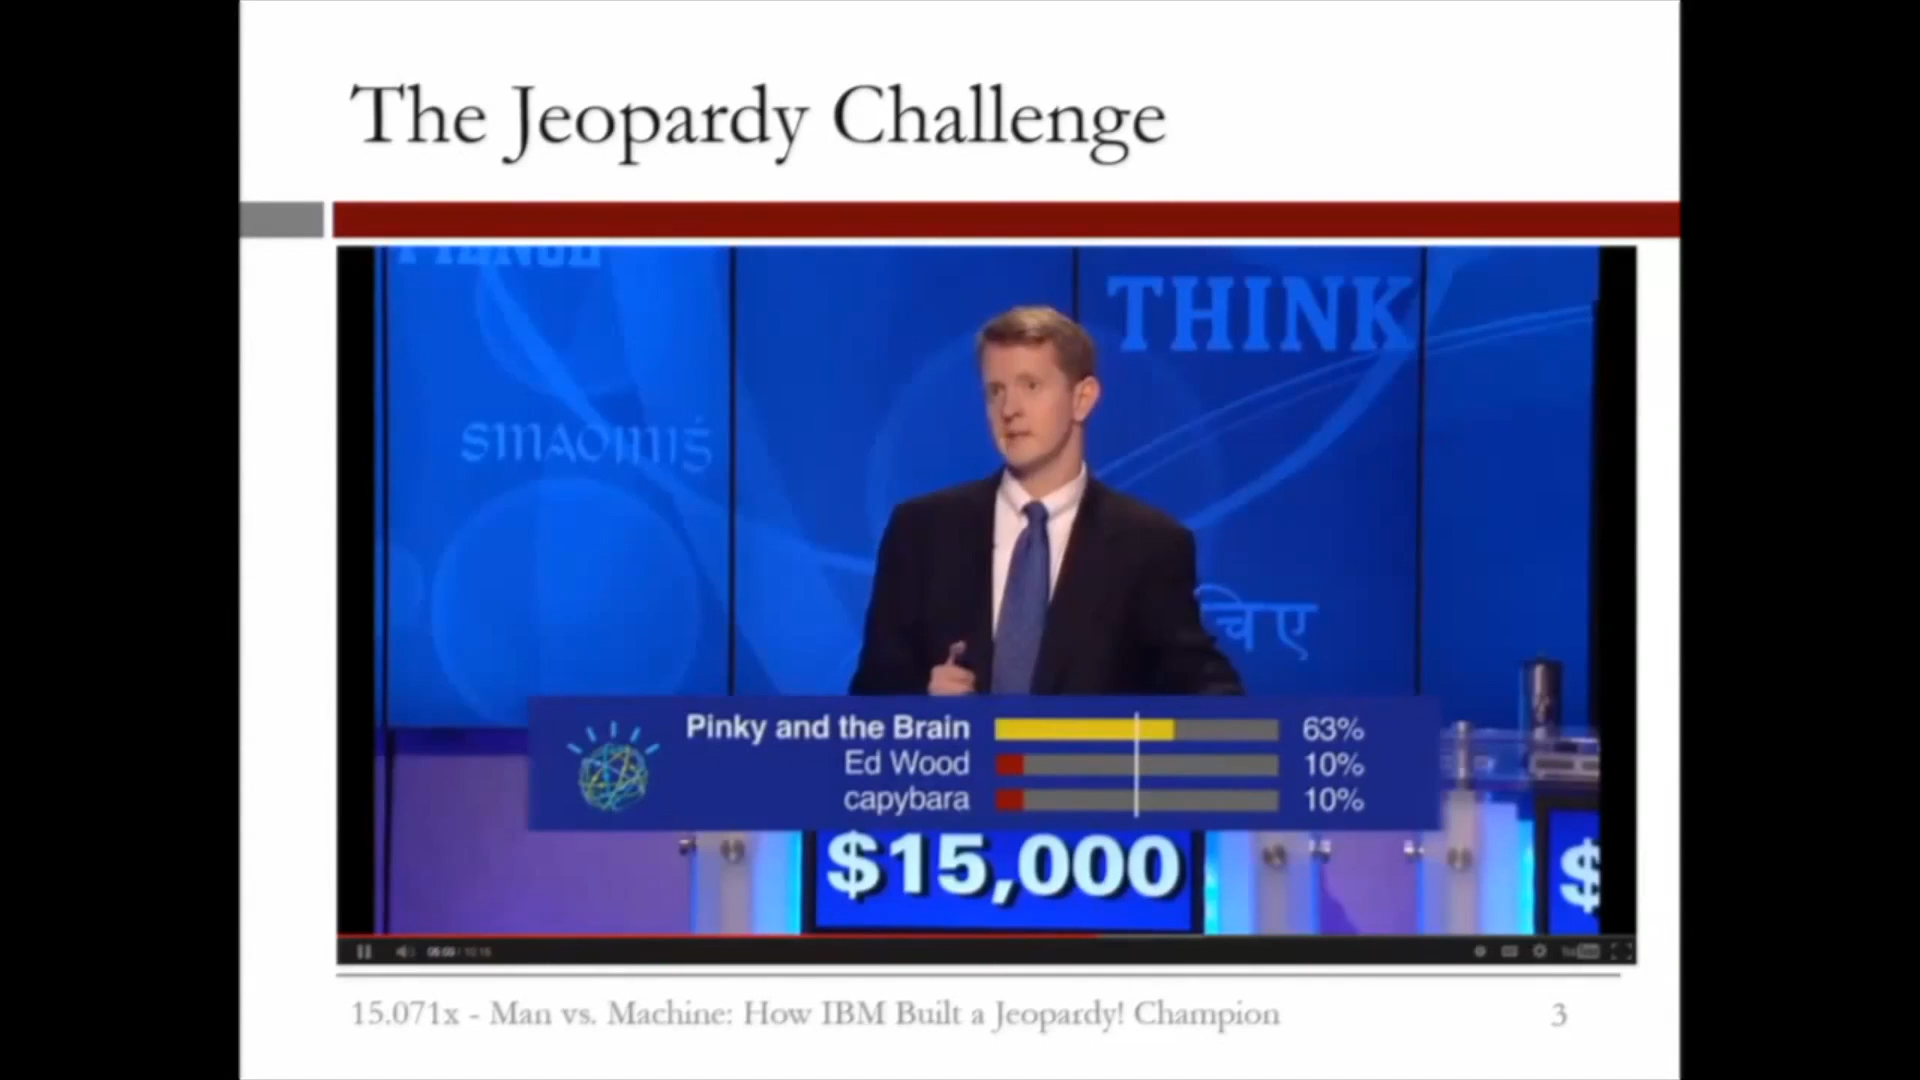 The Jeopardy Challenge
THINK
smaoiniġ
चिए
Pinky and the Brain 63%
Ed Wood 10%
capybara 10%
$15,000
$
15.071x - Man vs. Machine: How IBM Built a Jeopardy! Champion 3